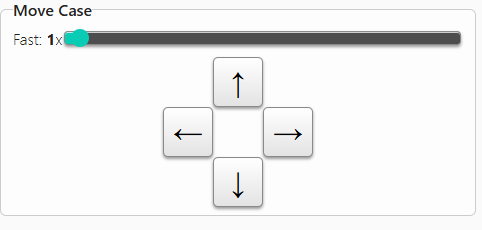 Move Case
Fast: 1x
↑
← →
↓